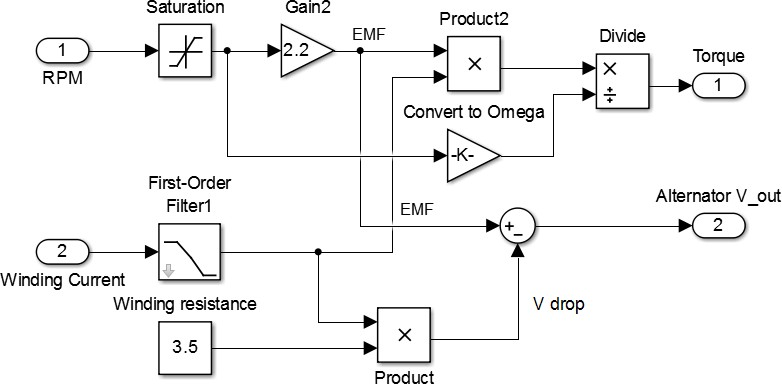 Saturation
Gain2
EMF
Product2
Divide
Torque
1
RPM
2.2
×
×
÷
1
Convert to Omega
-K-
First-Order
Filter1
EMF
Alternator V_out
2
Winding Current
+
−
2
Winding resistance
3.5
×
V drop
Product